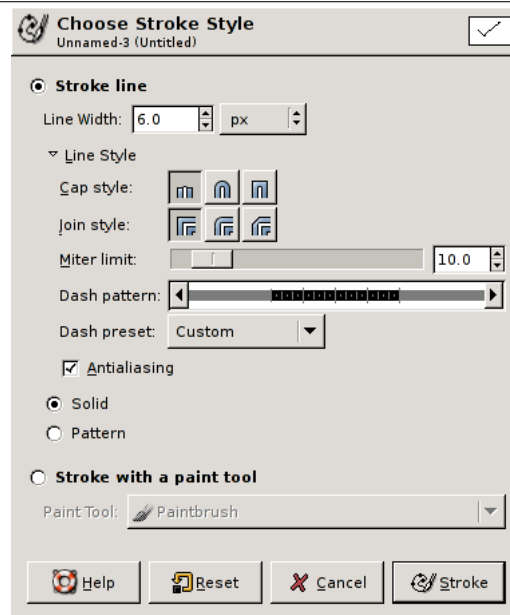 Choose Stroke Style
Unnamed-3 (Untitled)
Stroke line
Line Width: 6.0 px
Line Style
Cap style:
Join style:
Miter limit: 10.0
Dash pattern:
Dash preset: Custom
Antialiasing
Solid
Pattern
Stroke with a paint tool
Paint Tool: Paintbrush
Help Reset Cancel Stroke